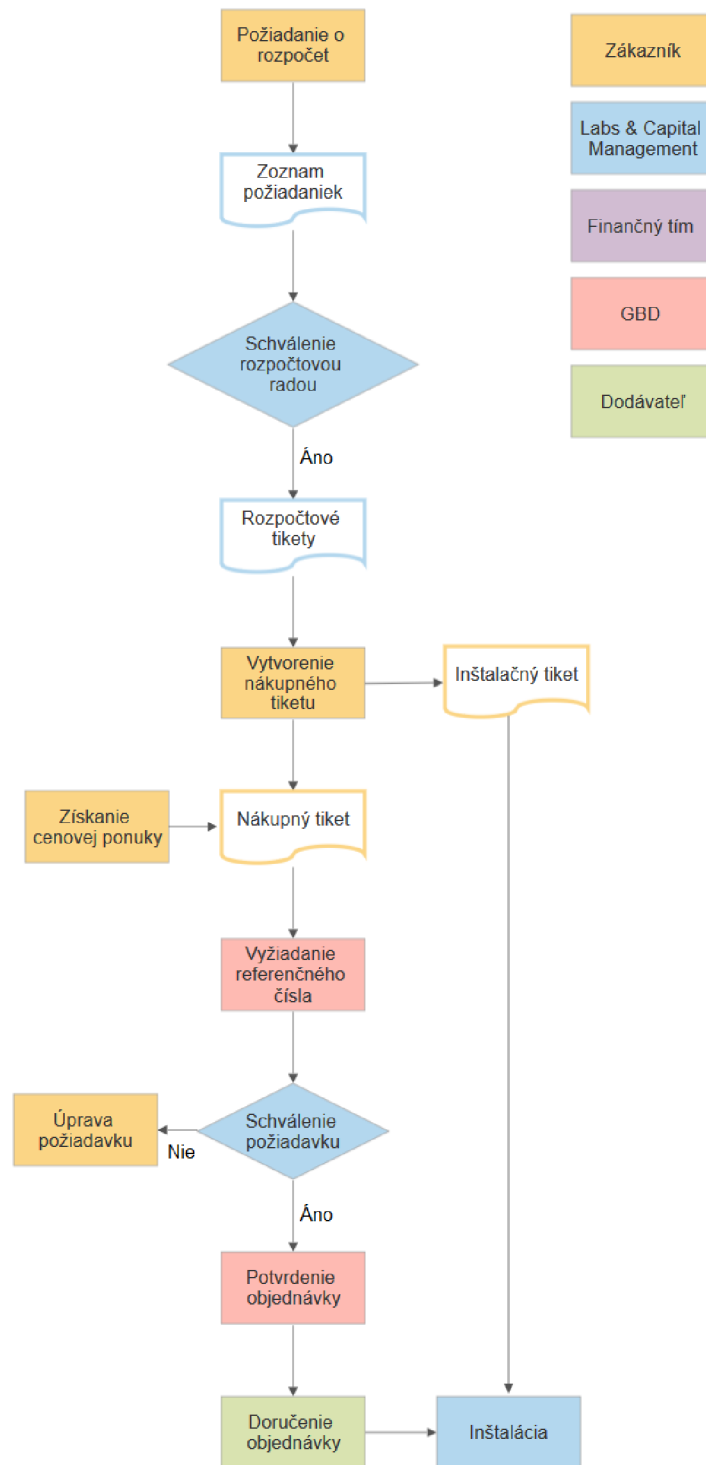 Požiadanie o
rozpočet
Zákazník
Labs & Capital
Management
Zoznam
požiadaniek
Finančný tím
GBD
Schválenie
rozpočtovou
radou
Dodávateľ
Áno
Rozpočtové
tikety
Vytvorenie
nákupného
tiketu
Inštalačný tiket
Získanie
cenovej ponuky
Nákupný tiket
Vyžiadanie
referenčného
čísla
Úprava
požiadavku
Nie
Schválenie
požiadavku
Áno
Potvrdenie
objednávky
Doručenie
objednávky
Inštalácia